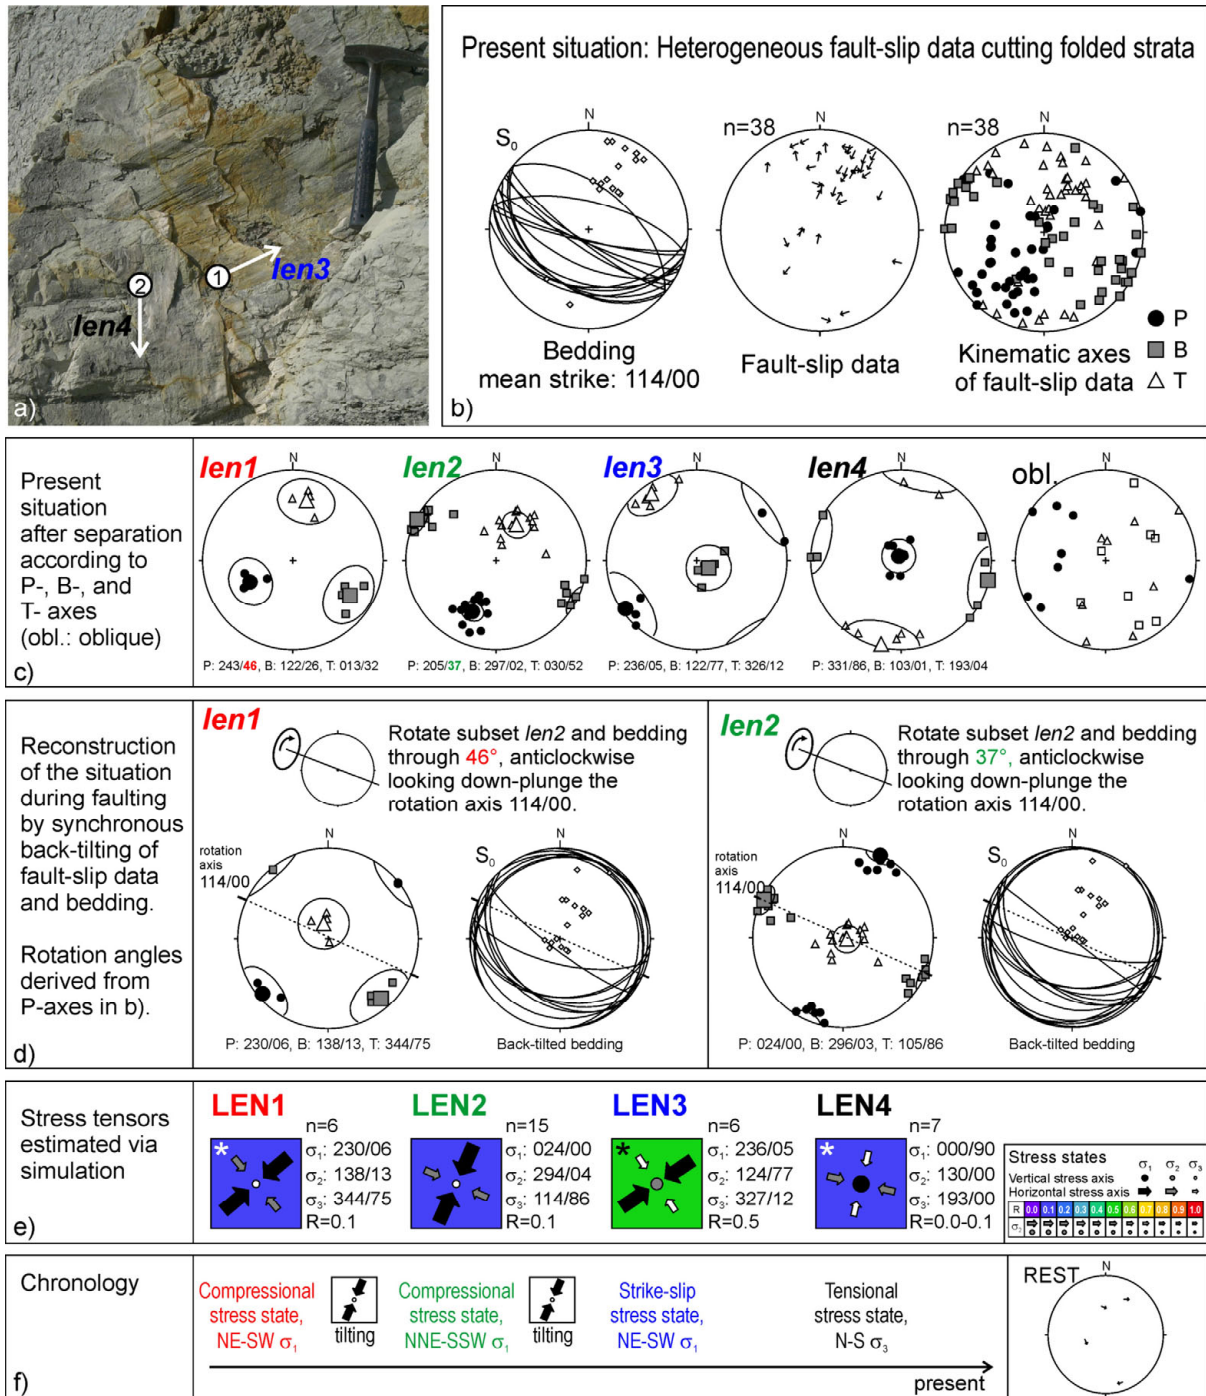 len3
len4
1
2
a)
Present situation: Heterogeneous fault-slip data cutting folded strata
N
S0
Bedding
mean strike: 114/00
n=38
N
Fault-slip data
n=38
N
Kinematic axes
of fault-slip data
P
B
T
b)
Present
situation
after separation
according to
P-, B-, and
T- axes
(obl.: oblique)
c)
len1
N
P: 243/46, B: 122/26, T: 013/32
len2
N
P: 205/37, B: 297/02, T: 030/52
len3
N
P: 236/05, B: 122/77, T: 326/12
len4
N
P: 331/86, B: 103/01, T: 193/04
obl.
N
Reconstruction
of the situation
during faulting
by synchronous
back-tilting of
fault-slip data
and bedding.
Rotation angles
derived from
P-axes in b).
d)
len1
Rotate subset len2 and bedding
through 46°, anticlockwise
looking down-plunge the
rotation axis 114/00.
rotation
axis
114/00
N
P: 230/06, B: 138/13, T: 344/75
S0
N
Back-tilted bedding
len2
Rotate subset len2 and bedding
through 37°, anticlockwise
looking down-plunge the
rotation axis 114/00.
rotation
axis
114/00
N
P: 024/00, B: 296/03, T: 105/86
S0
N
Back-tilted bedding
Stress tensors
estimated via
simulation
e)
LEN1
*
n=6
σ1: 230/06
σ2: 138/13
σ3: 344/75
R=0.1
LEN2
n=15
σ1: 024/00
σ2: 294/04
σ3: 114/86
R=0.1
LEN3
*
n=6
σ1: 236/05
σ2: 124/77
σ3: 327/12
R=0.5
LEN4
*
n=7
σ1: 000/90
σ2: 130/00
σ3: 193/00
R=0.0-0.1
Stress states σ1 σ2 σ3
Vertical stress axis
Horizontal stress axis
R 0.0 0.1 0.2 0.3 0.4 0.5 0.6 0.7 0.8 0.9 1.0
σ2
Chronology
f)
Compressional
stress state,
NE-SW σ1
tilting
Compressional
stress state,
NNE-SSW σ1
tilting
Strike-slip
stress state,
NE-SW σ1
Tensional
stress state,
N-S σ3
present
REST
N